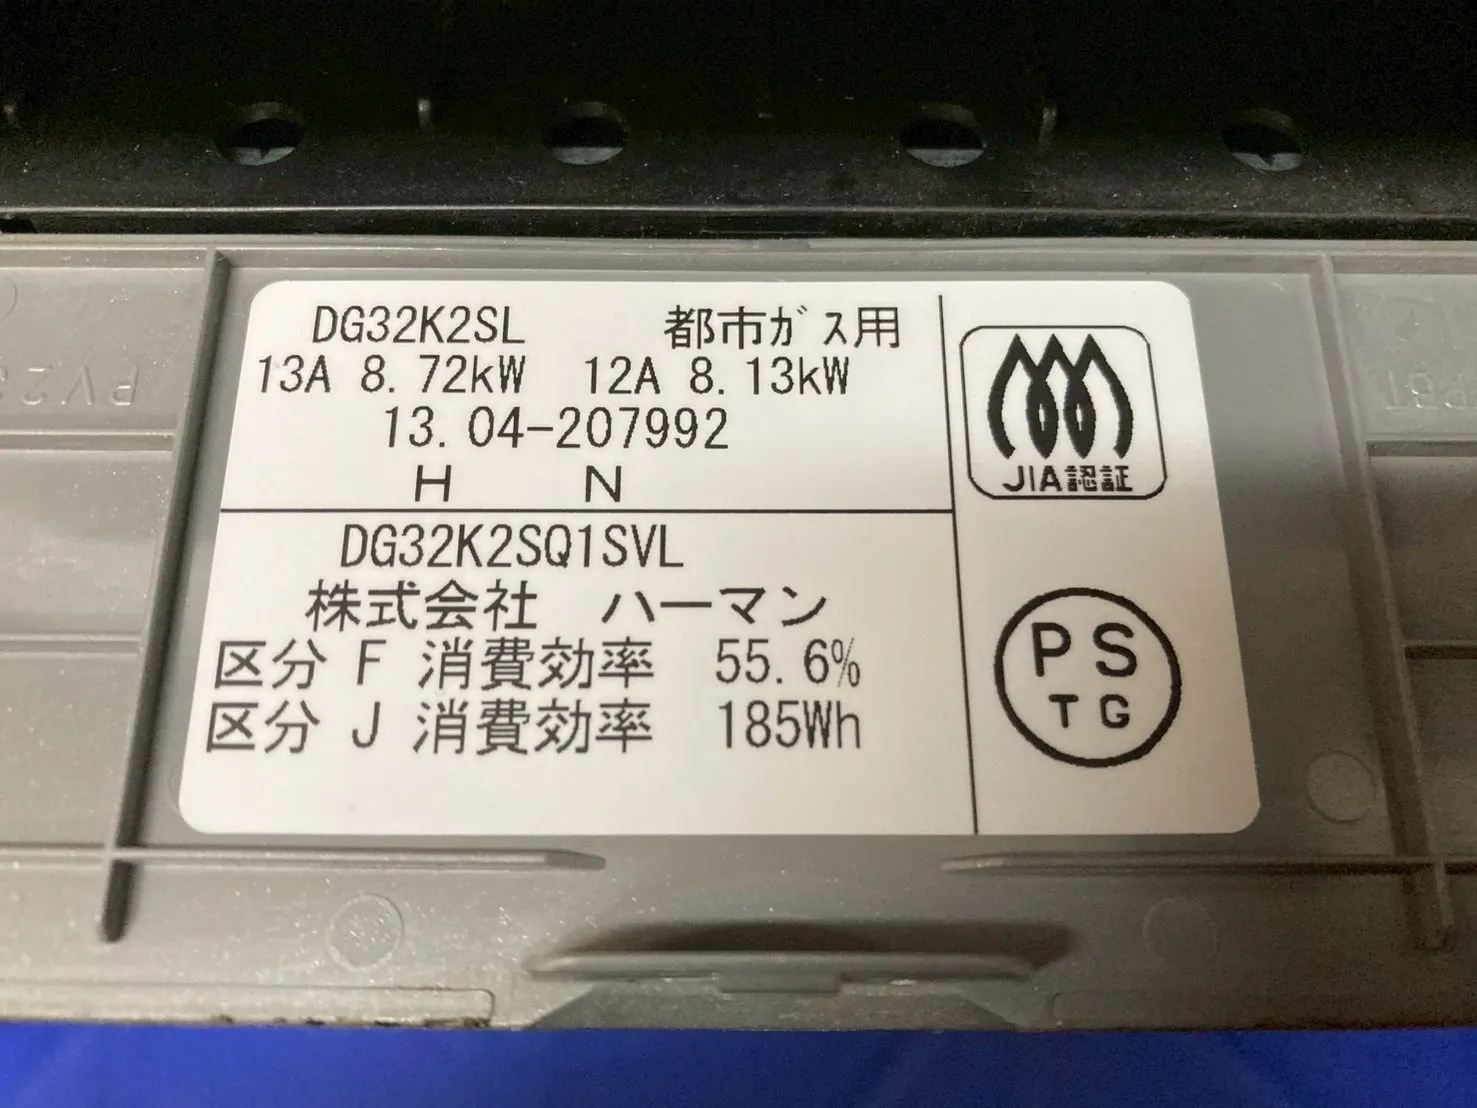 DG32K2SL 都市ｶﾞｽ用
13A 8.72kW 12A 8.13kW
13.04-207992
H N
DG32K2SQ1SVL
株式会社 ハーマン
区分 F 消費効率 55.6%
区分 J 消費効率 185Wh
JIA認証
PS
TG